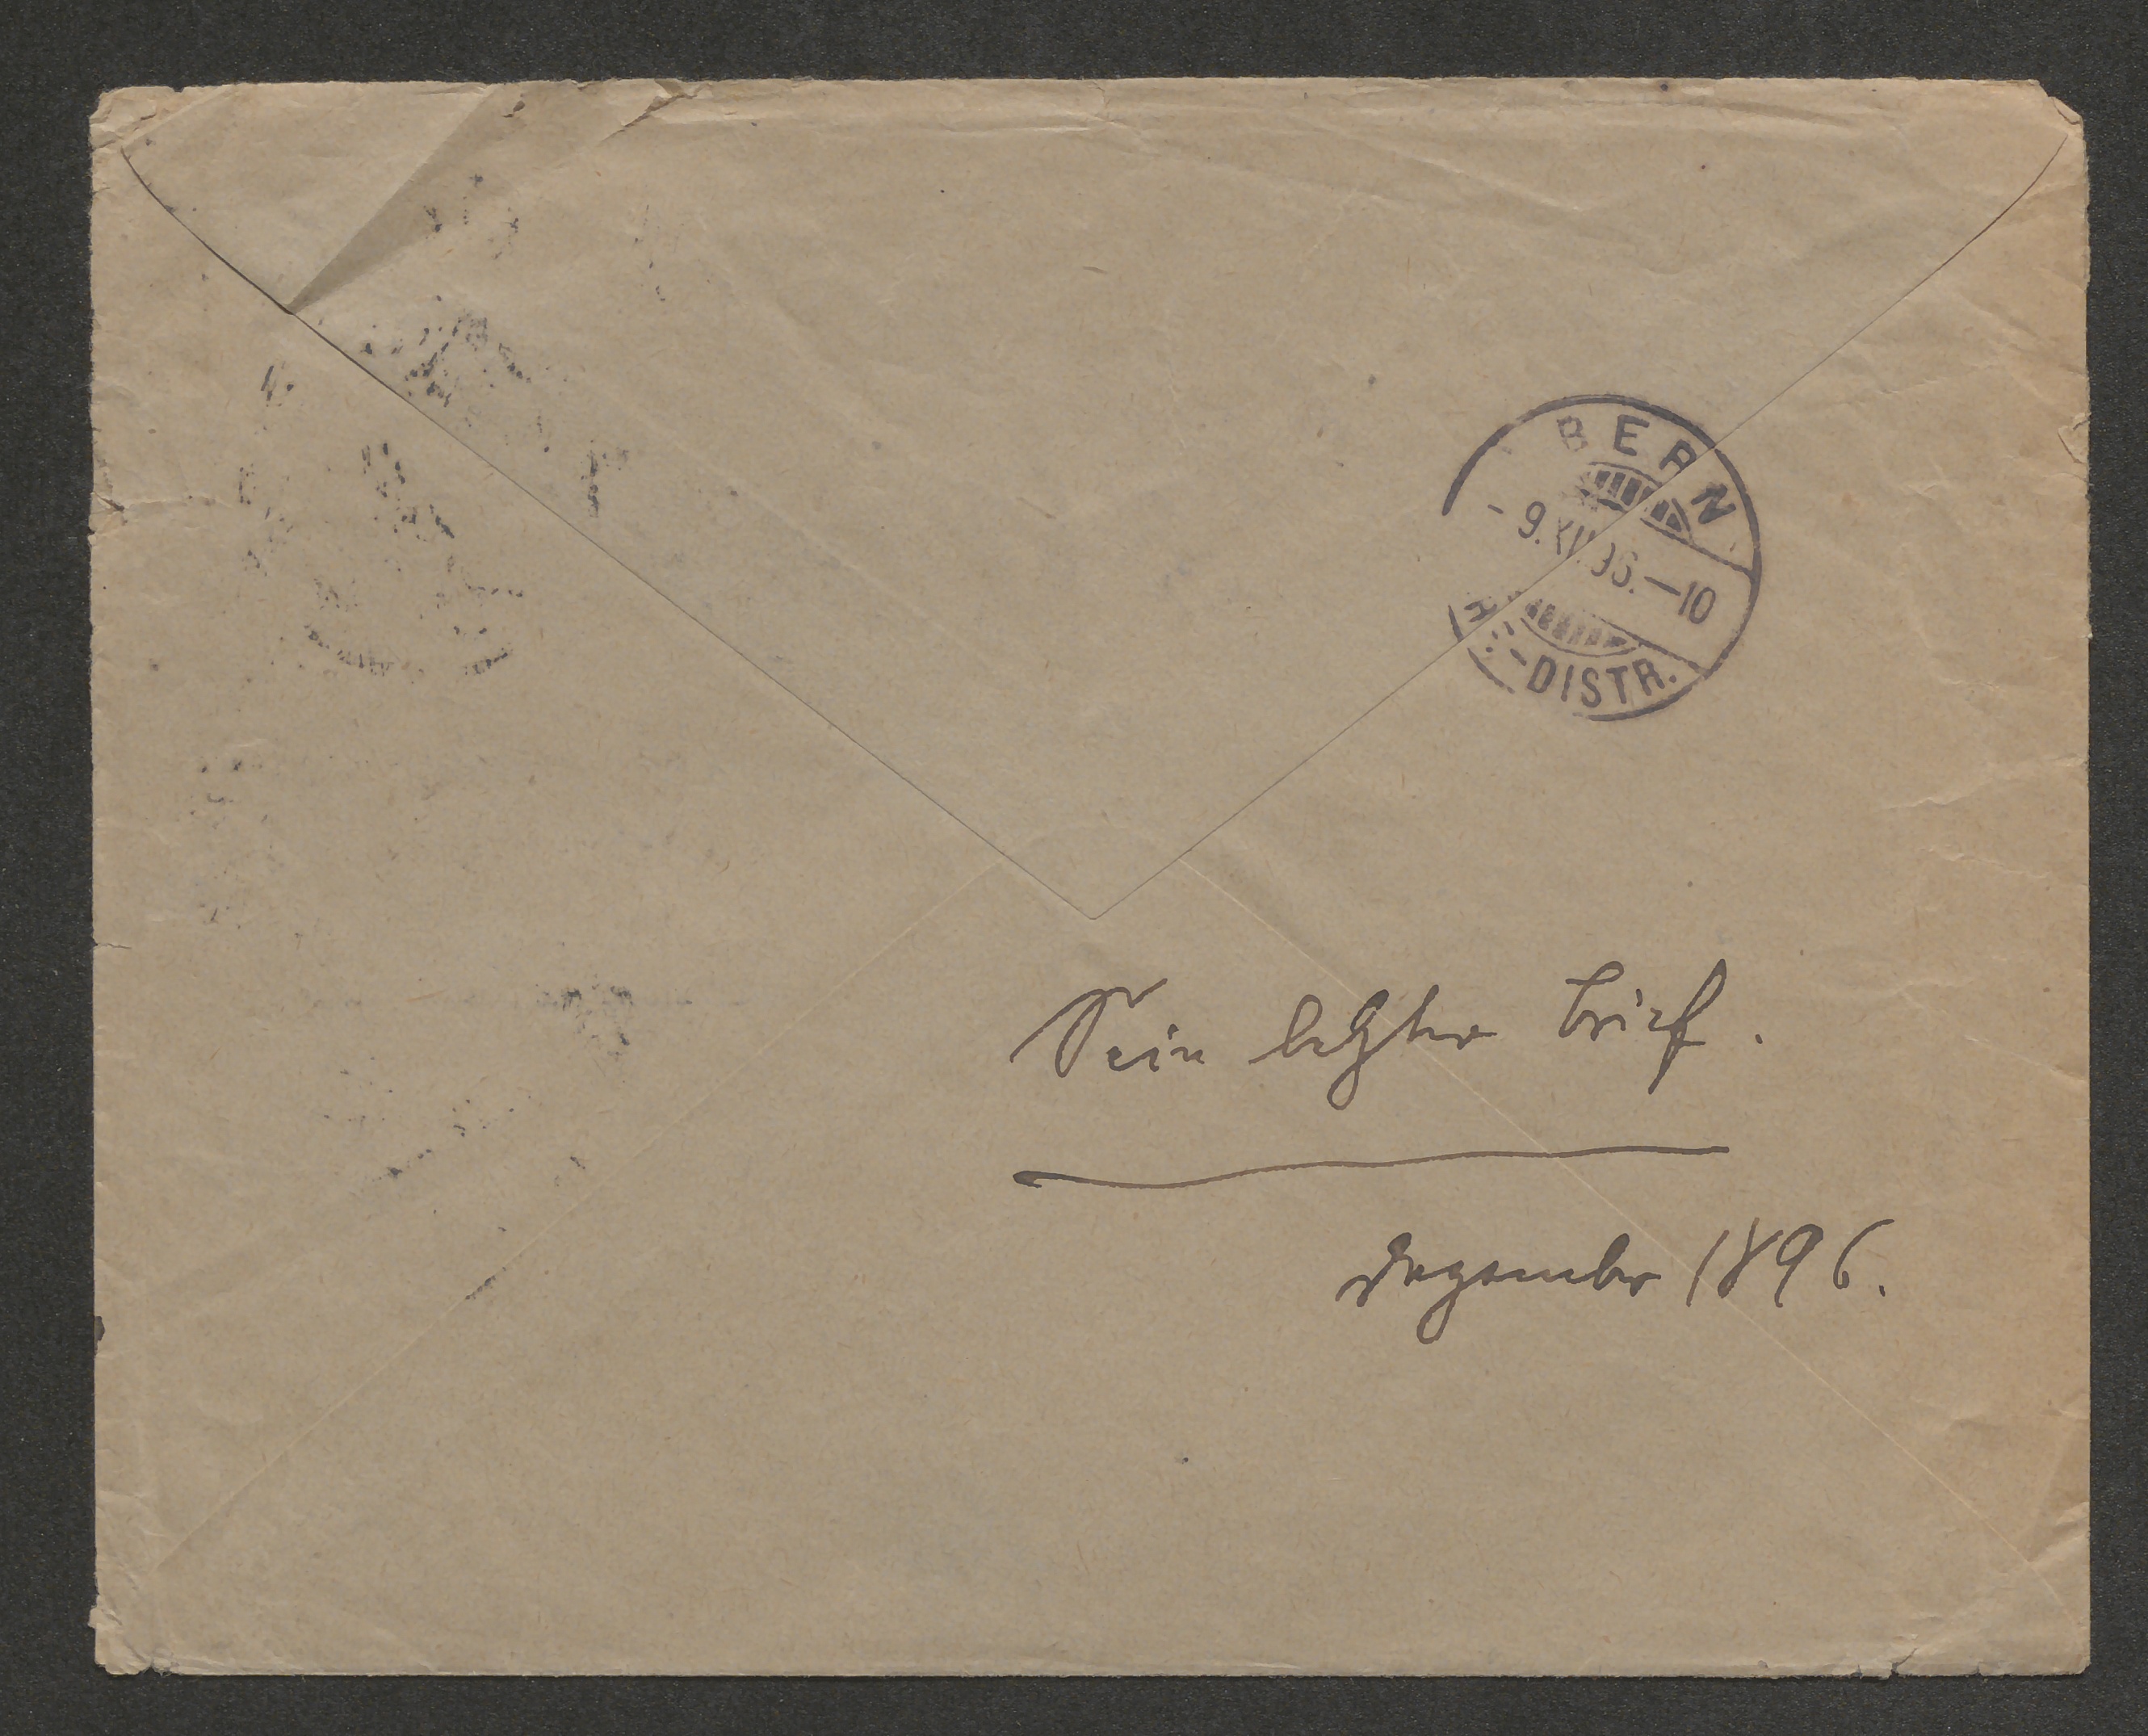 BERN
-9.XII.96.-10
-DISTR.
Sein letzter Brief.
Dezember 1896.